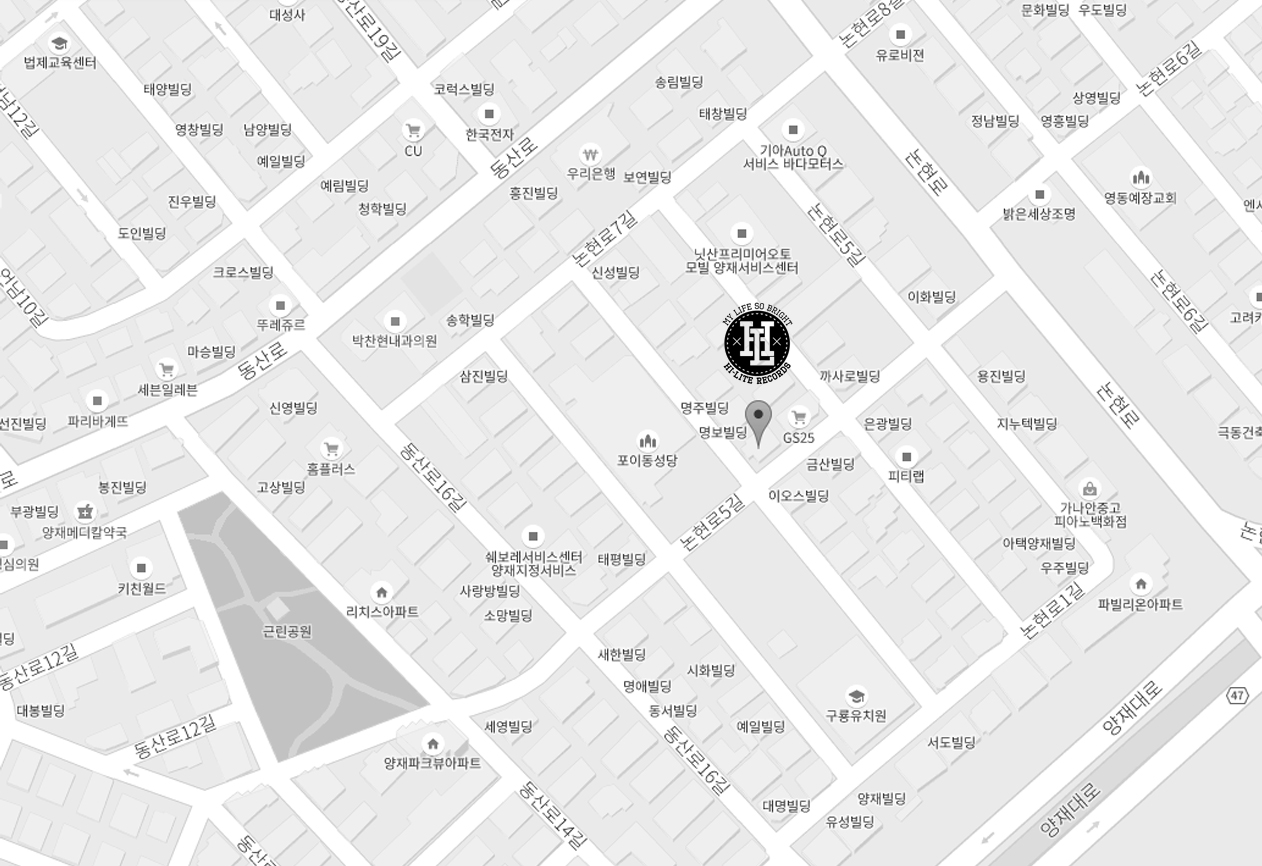 대성사
문화빌딩
우도빌딩
논현로8길
유로비젼
법제교육센터
태양빌딩
코럭스빌딩
송림빌딩
논현로6길
상영빌딩
언남12길
영창빌딩
남양빌딩
CU
한국전자
태창빌딩
정남빌딩
영흥빌딩
예일빌딩
동산로
우리은행
보연빌딩
기아Auto Q
서비스 바다모터스
논현로
예림빌딩
홍진빌딩
진우빌딩
청학빌딩
영동예장교회
밝은세상조명
도인빌딩
논현로7길
논현로5길
닛산프리미어오토
모빌 양재서비스센터
크로스빌딩
신성빌딩
언남10길
이화빌딩
논현로6길
뚜레쥬르
송학빌딩
박찬현내과의원
MY LIFE SO BRIGHT
HL
HI-LITE RECORDS
마승빌딩
동산로
세븐일레븐
삼진빌딩
까사로빌딩
용진빌딩
선진빌딩
파리바게뜨
신영빌딩
명주빌딩
명보빌딩
GS25
은광빌딩
지누텍빌딩
논현로
홈플러스
포이동성당
금산빌딩
피티랩
봉진빌딩
고상빌딩
동산로16길
이오스빌딩
가나안중고
피아노백화점
부광빌딩
양재메디칼약국
논현로5길
쉐보레서비스센터
양재지정서비스
태평빌딩
아택양재빌딩
우주빌딩
키친월드
사랑방빌딩
소망빌딩
리치스아파트
논현로1길
파빌리온아파트
근린공원
동산로12길
새한빌딩
시화빌딩
명애빌딩
동서빌딩
47
대봉빌딩
동산로12길
세영빌딩
예일빌딩
구룡유치원
양재대로
서도빌딩
양재파크뷰아파트
동산로16길
동산로14길
대명빌딩
양재빌딩
유성빌딩
양재대로